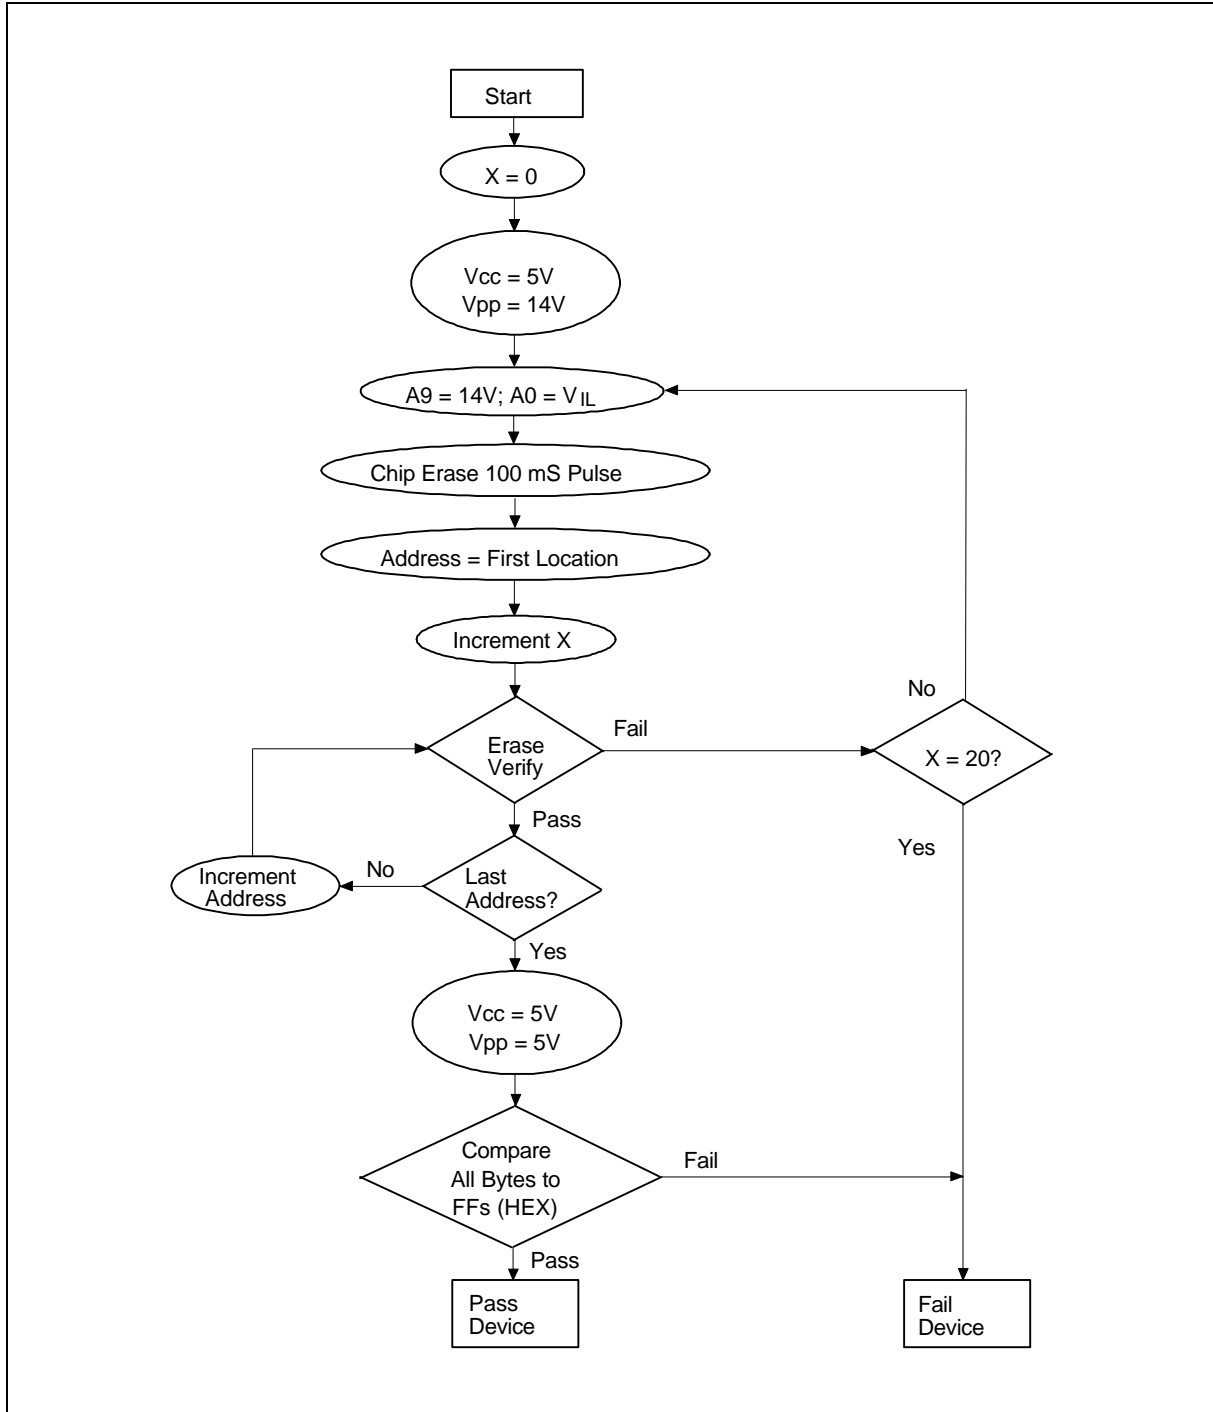 Start
X = 0
Vcc = 5V
Vpp = 14V
A9 = 14V; A0 = VIL
Chip Erase 100 mS Pulse
Address = First Location
Increment X
Erase
Verify
Fail
No
X = 20?
Yes
Pass
Last
Address?
No
Increment
Address
Yes
Vcc = 5V
Vpp = 5V
Compare
All Bytes to
FFs (HEX)
Fail
Pass
Pass
Device
Fail
Device